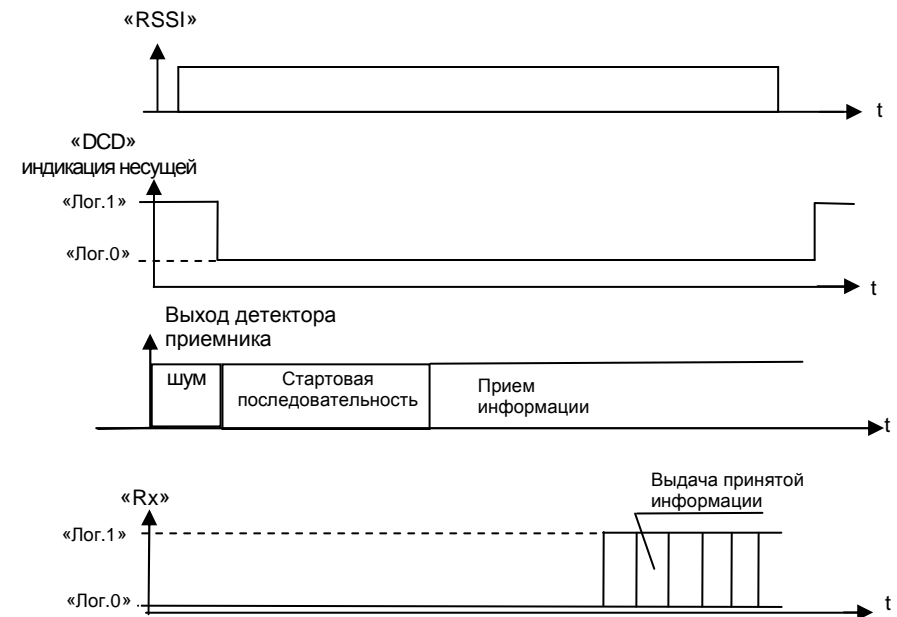 «RSSI»
t
«DCD»
индикация несущей
«Лог.1»
«Лог.0»
t
Выход детектора
приемника
шум
Стартовая
последовательность
Прием
информации
t
Выдача принятой
информации
«Rx»
«Лог.1»
«Лог.0»
t